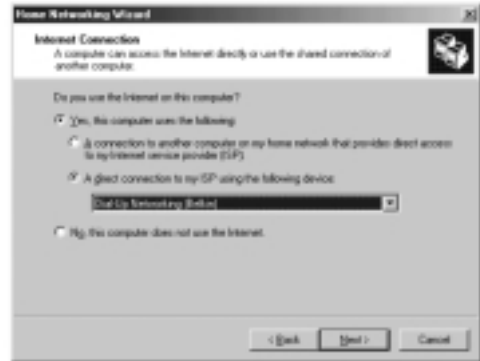 Home Networking Wizard
Internet Connection
A computer can access the Internet directly or use the shared connection of
another computer.
Do you use the Internet on this computer?
Yes, this computer uses the following:
A connection to another computer on my home network that provides direct access
to my Internet service provider (ISP).
A direct connection to my ISP using the following device:
Dial-Up Networking (Belkin)
No, this computer does not use the Internet.
< Back Next > Cancel